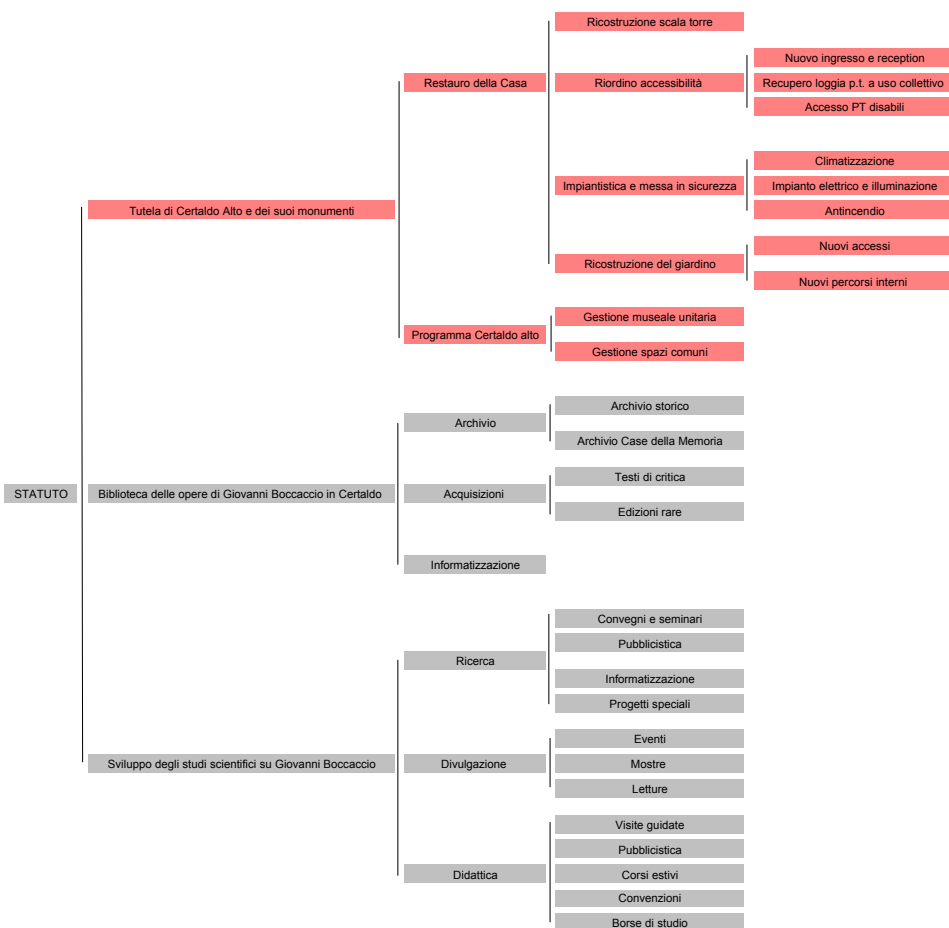 Ricostruzione scala torre
Nuovo ingresso e reception
Restauro della Casa
Riordino accessibilità
Recupero loggia p.t. a uso collettivo
Accesso PT disabili
Climatizzazione
Impiantistica e messa in sicurezza
Impianto elettrico e illuminazione
Tutela di Certaldo Alto e dei suoi monumenti
Antincendio
Nuovi accessi
Ricostruzione del giardino
Nuovi percorsi interni
Gestione museale unitaria
Programma Certaldo alto
Gestione spazi comuni
Archivio storico
Archivio
Archivio Case della Memoria
Testi di critica
STATUTO
Biblioteca delle opere di Giovanni Boccaccio in Certaldo
Acquisizioni
Edizioni rare
Informatizzazione
Convegni e seminari
Pubblicistica
Ricerca
Informatizzazione
Progetti speciali
Eventi
Sviluppo degli studi scientifici su Giovanni Boccaccio
Divulgazione
Mostre
Letture
Visite guidate
Pubblicistica
Didattica
Corsi estivi
Convenzioni
Borse di studio